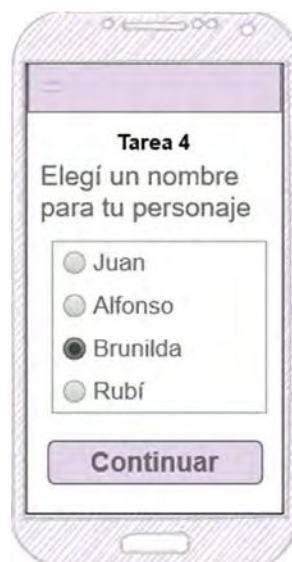 Tarea 4
Elegí un nombre
para tu personaje
Juan
Alfonso
Brunilda
Rubí
Continuar